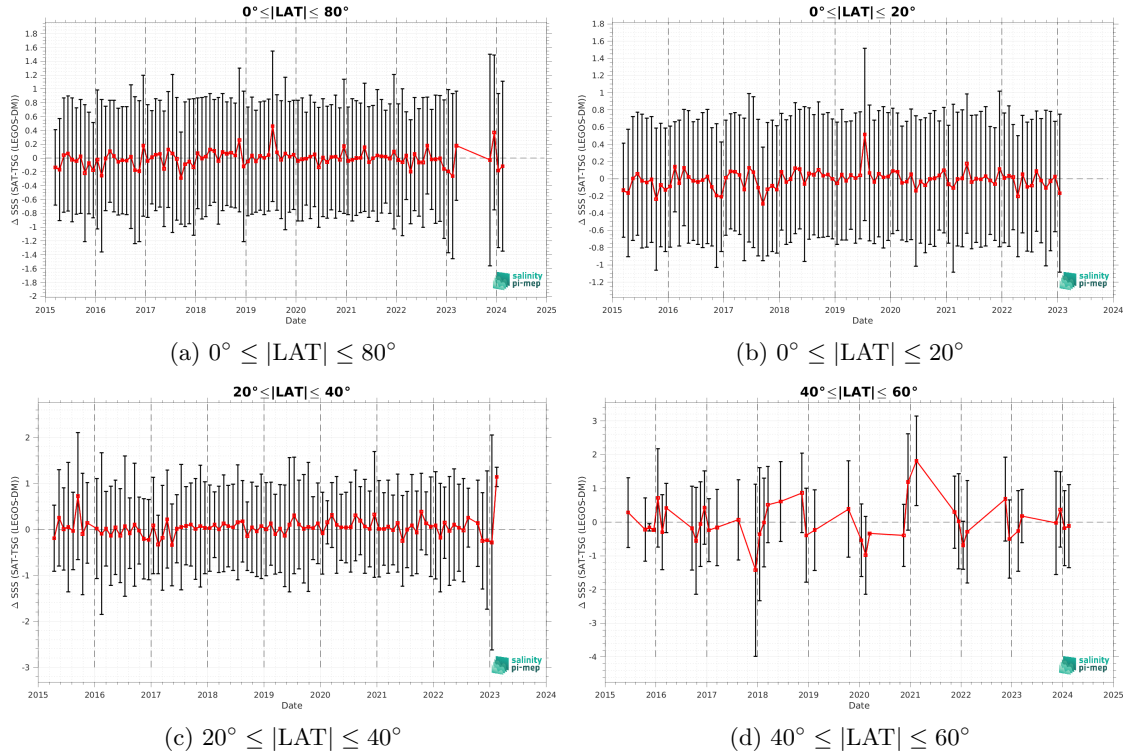 0°≤|LAT|≤ 80°
Δ SSS (SAT-TSG (LEGOS-DM))
1.8
1.6
1.4
1.2
1
0.8
0.6
0.4
0.2
0
-0.2
-0.4
-0.6
-0.8
-1
-1.2
-1.4
-1.6
-1.8
-2
2015 2016 2017 2018 2019 2020 2021 2022 2023 2024 2025
Date
salinity
pi-mep
(a) 0° ≤ |LAT| ≤ 80°
0°≤|LAT|≤ 20°
Δ SSS (SAT-TSG (LEGOS-DM))
1.8
1.6
1.4
1.2
1
0.8
0.6
0.4
0.2
0
-0.2
-0.4
-0.6
-0.8
-1
-1.2
2015 2016 2017 2018 2019 2020 2021 2022 2023 2024
Date
salinity
pi-mep
(b) 0° ≤ |LAT| ≤ 20°
20°≤|LAT|≤ 40°
Δ SSS (SAT-TSG (LEGOS-DM))
2
1
0
-1
-2
-3
2015 2016 2017 2018 2019 2020 2021 2022 2023 2024
Date
salinity
pi-mep
(c) 20° ≤ |LAT| ≤ 40°
40°≤|LAT|≤ 60°
Δ SSS (SAT-TSG (LEGOS-DM))
3
2
1
0
-1
-2
-3
-4
2015 2016 2017 2018 2019 2020 2021 2022 2023 2024 2025
Date
salinity
pi-mep
(d) 40° ≤ |LAT| ≤ 60°